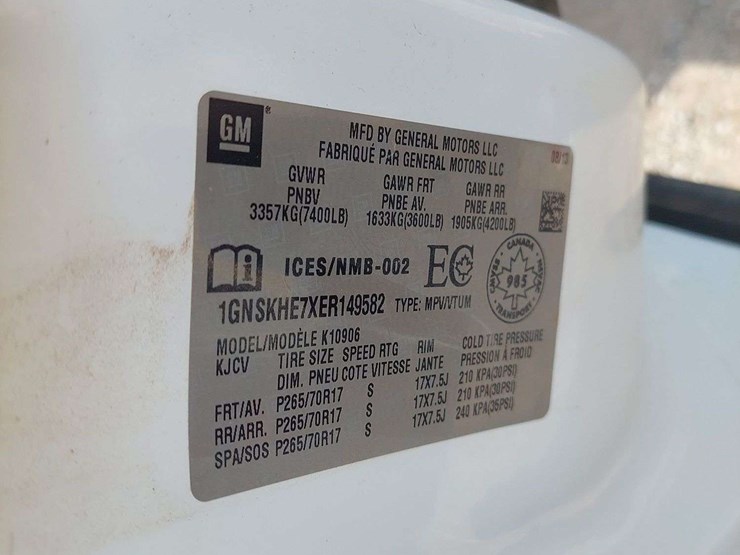 GM
MFD BY GENERAL MOTORS LLC
FABRIQUÉ PAR GENERAL MOTORS LLC
08/13
GVWR GAWR FRT GAWR RR
PNBV PNBE AV. PNBE ARR.
3357KG(7400LB) 1633KG(3600LB) 1905KG(4200LB)
i ICES/NMB-002 EC
CANADA
985
TRANSPORT
1GNSKHE7XER149582 TYPE: MPV/VTUM
MODEL/MODÈLE K10906
KJCV TIRE SIZE SPEED RTG RIM COLD TIRE PRESSURE
DIM. PNEU COTE VITESSE JANTE PRESSION À FROID
FRT/AV. P265/70R17 S 17X7.5J 210 KPA(30PSI)
RR/ARR. P265/70R17 S 17X7.5J 210 KPA(30PSI)
SPA/SOS P265/70R17 S 17X7.5J 240 KPA(35PSI)